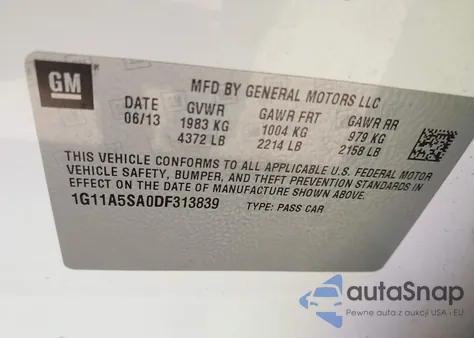 GM
MFD BY GENERAL MOTORS LLC
DATE GVWR GAWR FRT GAWR RR
06/13 1983 KG 1004 KG 979 KG
4372 LB 2214 LB 2158 LB
THIS VEHICLE CONFORMS TO ALL APPLICABLE U.S. FEDERAL MOTOR
VEHICLE SAFETY, BUMPER, AND THEFT PREVENTION STANDARDS IN
EFFECT ON THE DATE OF MANUFACTURE SHOWN ABOVE.
1G11A5SA0DF313839 TYPE: PASS CAR
autoSnap
Pewne auta z aukcji USA i EU